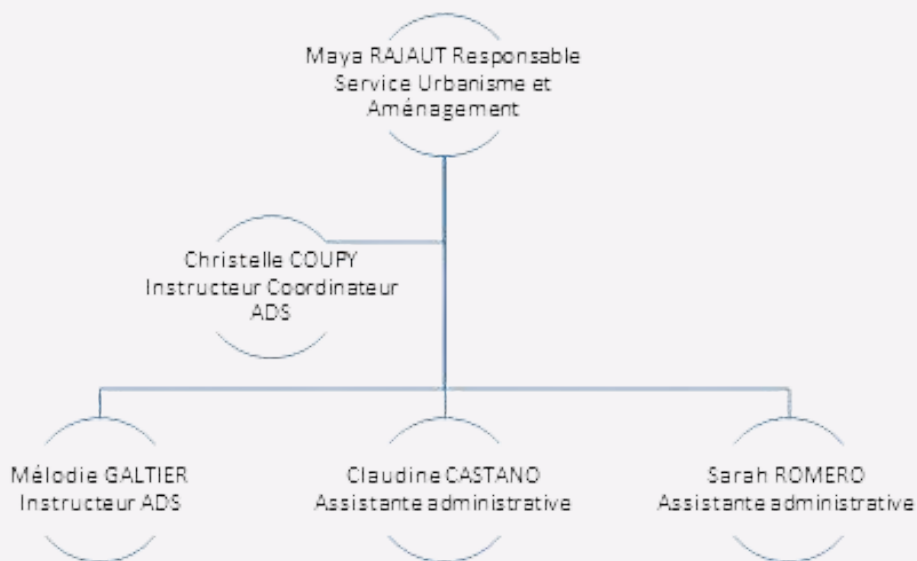 Maya RAJAUT Responsable
Service Urbanisme et
Aménagement
Christelle COUPY
Instructeur Coordinateur
ADS
Mélodie GALTIER
Instructeur ADS
Claudine CASTANO
Assistante administrative
Sarah ROMERO
Assistante administrative